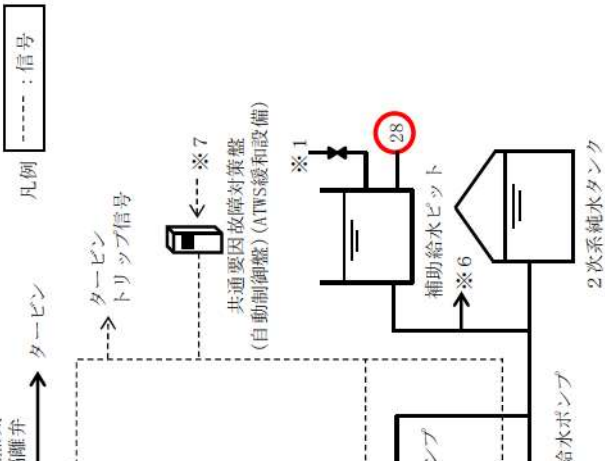 凡例
-----：信号
隔離弁
タービン
タービン
トリップ信号
※7
共通要因故障対策盤
(自動制御盤)(ATWS緩和設備)
※1
28
補助給水ピット
※6
2次系純水タンク
ンプ
給水ポンプ